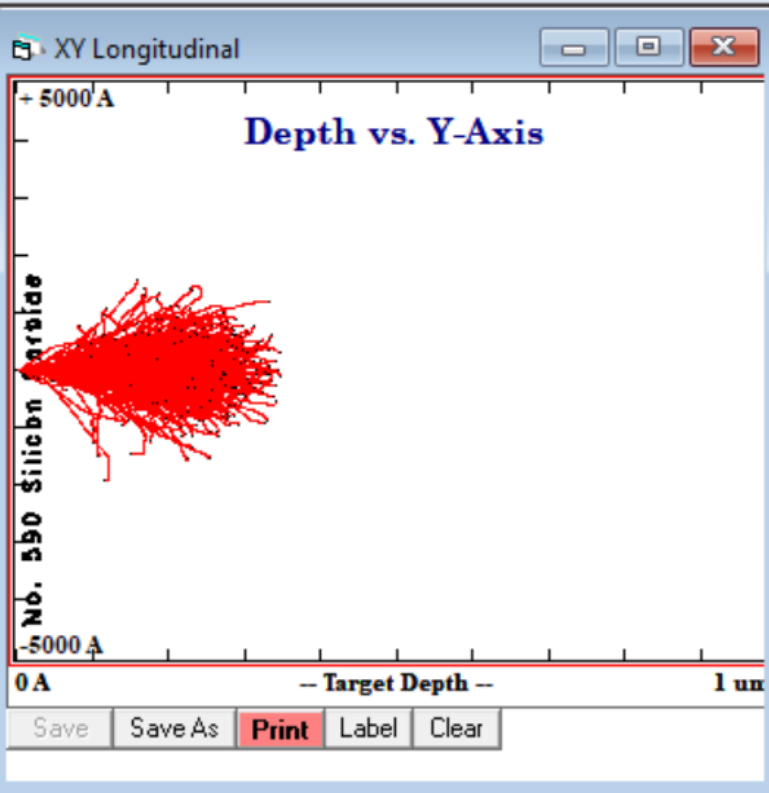 XY Longitudinal
+ 5000 A
Depth vs. Y-Axis
No. 590 Silicon Carbide
-5000 A
0 A
-- Target Depth --
1 um
Save
Save As
Print
Label
Clear